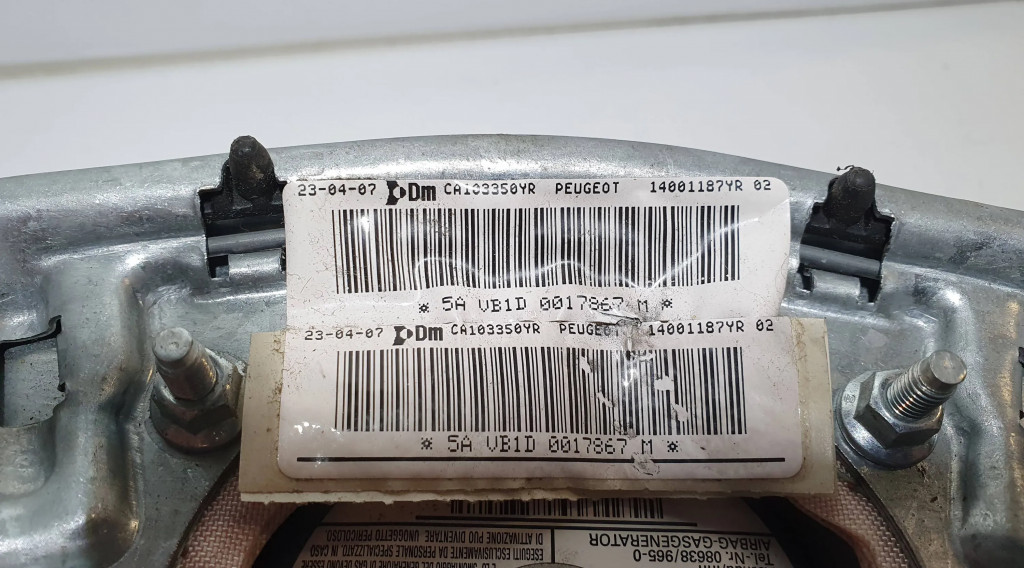 23-04-07 Dm CA103350YR PEUGEOT 14001187YR 02
* 5A VB1D 0017867 M *
23-04-07 Dm CA103350YR PEUGEOT 14001187YR 02
* 5A VB1D 0017867 M *
AIRBAG-GASGENERATOR
Tel.-Nr. 08638/965-0
ESEGUITI ESCLUSIVAMENTE DA PERSONALE SPECIALIZZATO. IN CASO
DI ATTIVAZIONE PUO DIVENTARE UNOGGETTO PERICOLOSO